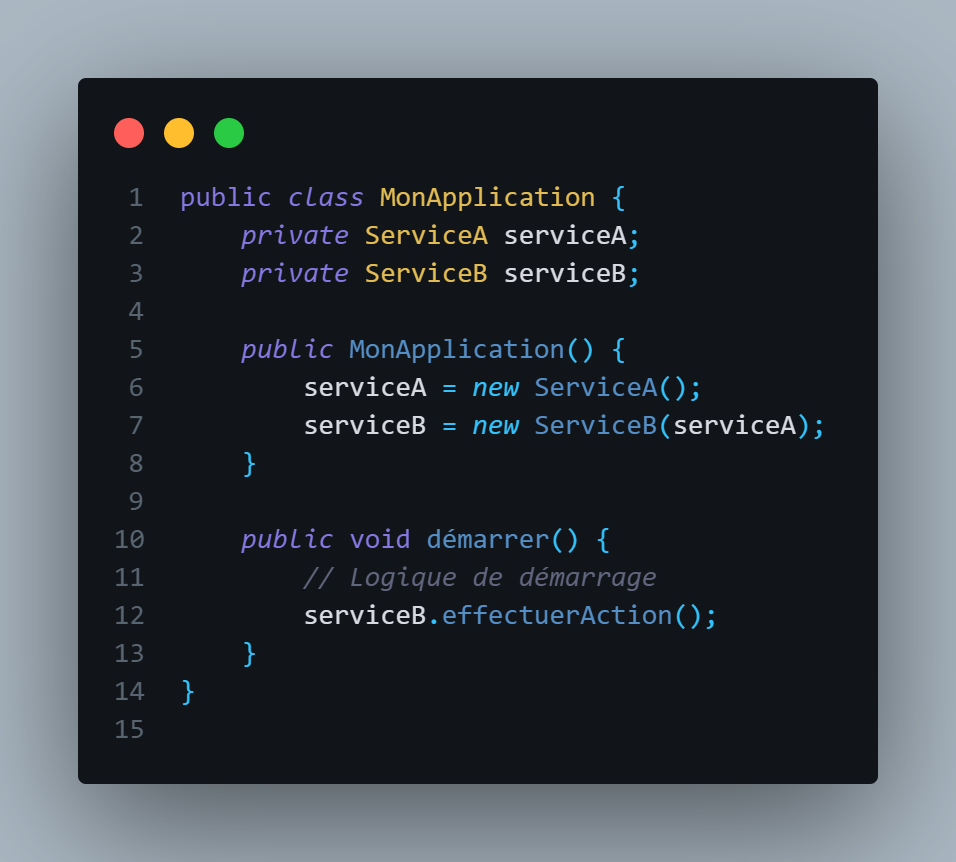 1 public class MonApplication {
2     private ServiceA serviceA;
3     private ServiceB serviceB;
4
5     public MonApplication() {
6         serviceA = new ServiceA();
7         serviceB = new ServiceB(serviceA);
8     }
9
10     public void démarrer() {
11         // Logique de démarrage
12         serviceB.effectuerAction();
13     }
14 }
15